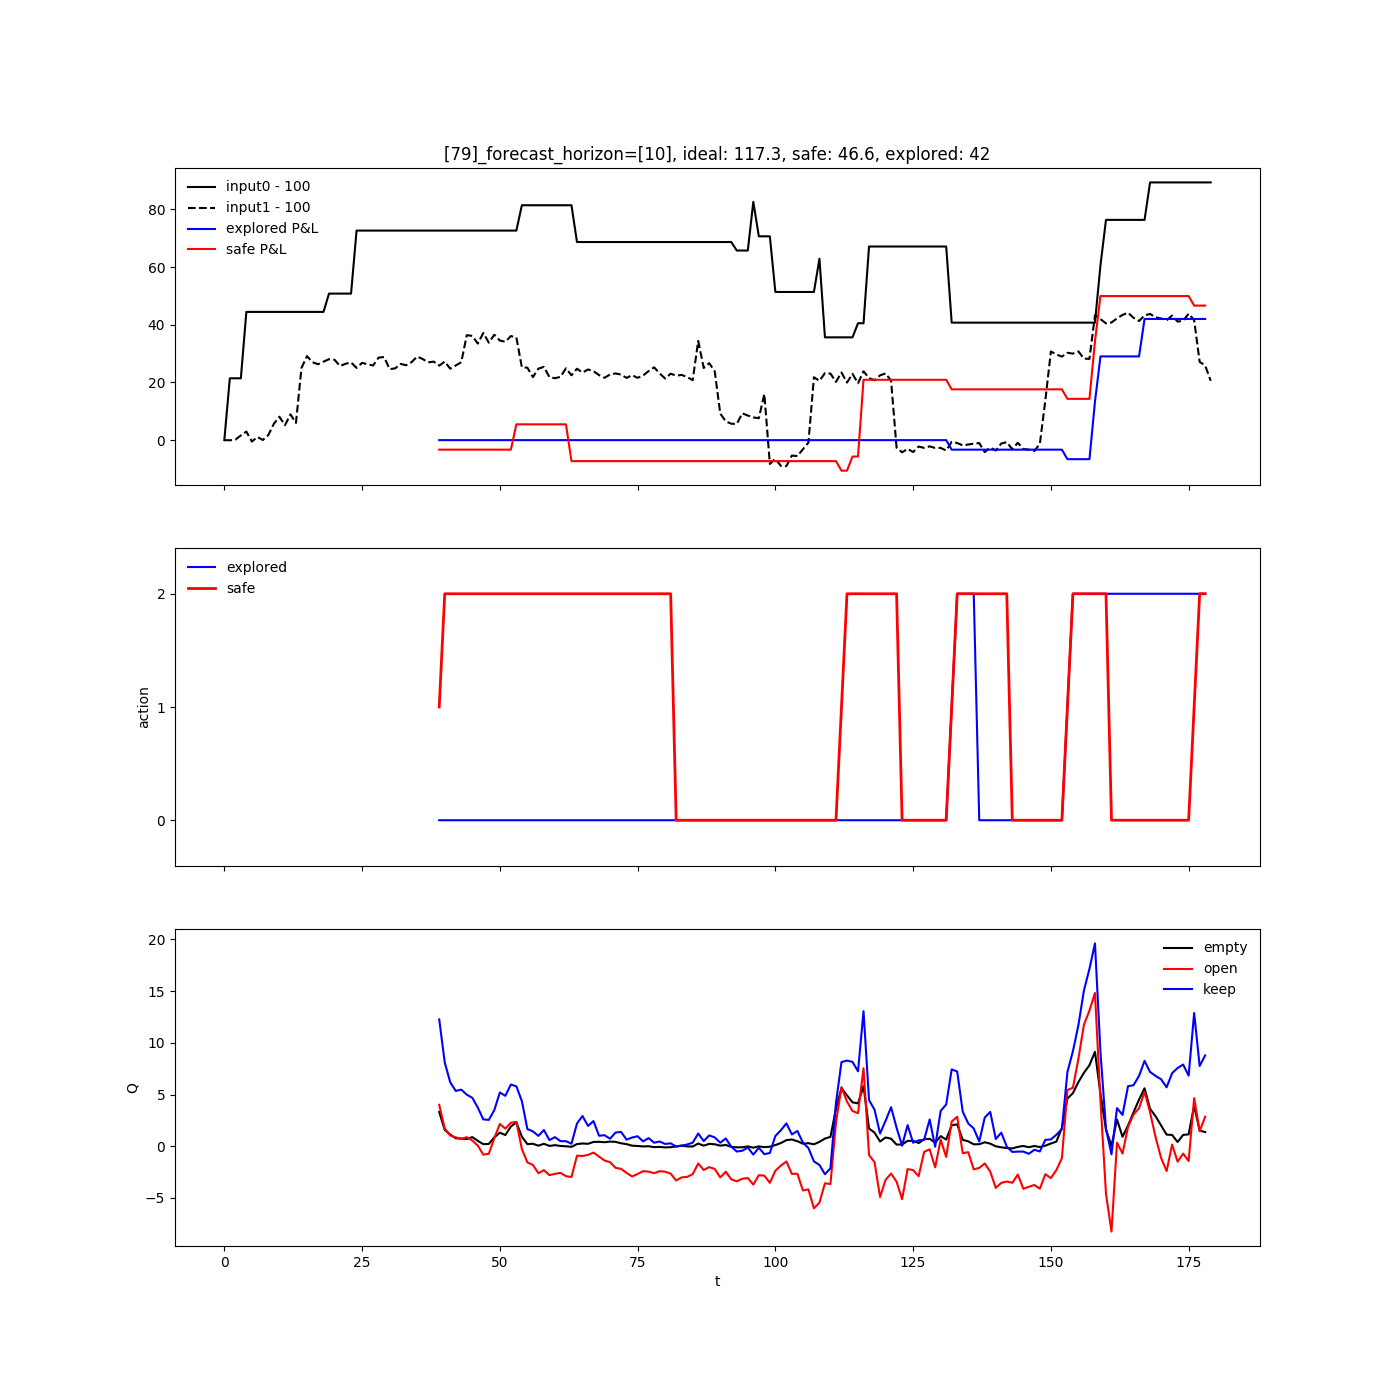 [79]_forecast_horizon=[10], ideal: 117.3, safe: 46.6, explored: 42
input0 - 100
input1 - 100
explored P&L
safe P&L
80
60
40
20
0
explored
safe
2
1
0
action
empty
open
keep
20
15
10
5
0
−5
Q
0 25 50 75 100 125 150 175
t